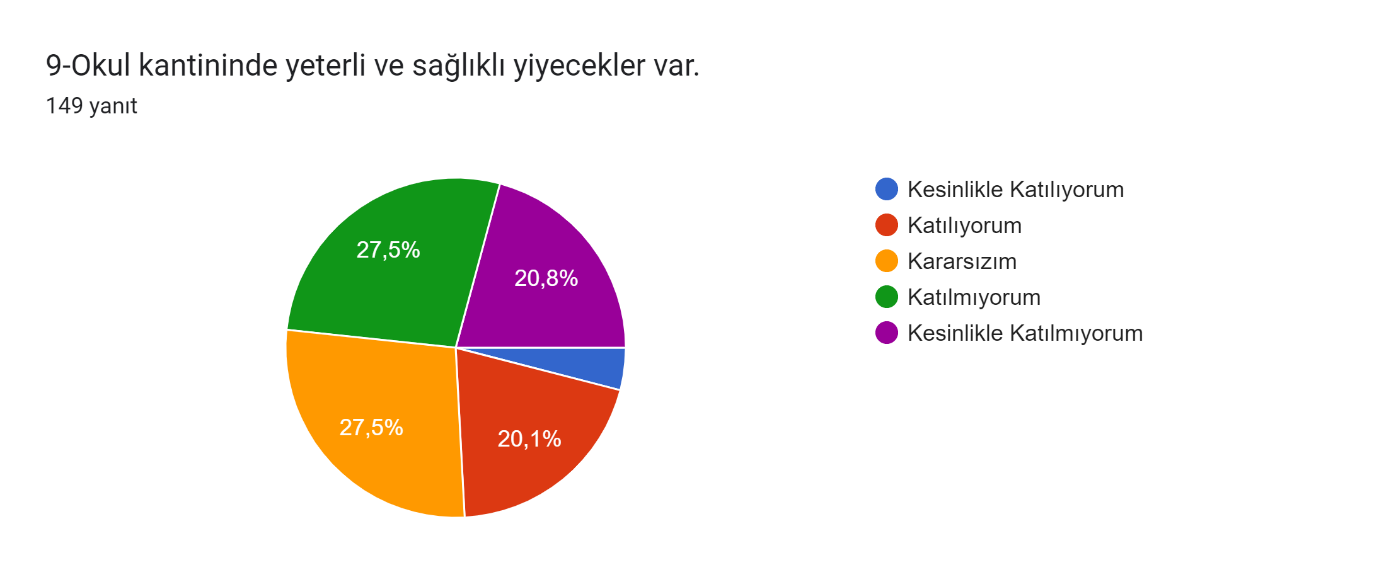 9-Okul kantininde yeterli ve sağlıklı yiyecekler var.
149 yanıt
27,5%
20,8%
27,5%
20,1%
Kesinlikle Katılıyorum
Katılıyorum
Kararsızım
Katılmıyorum
Kesinlikle Katılmıyorum